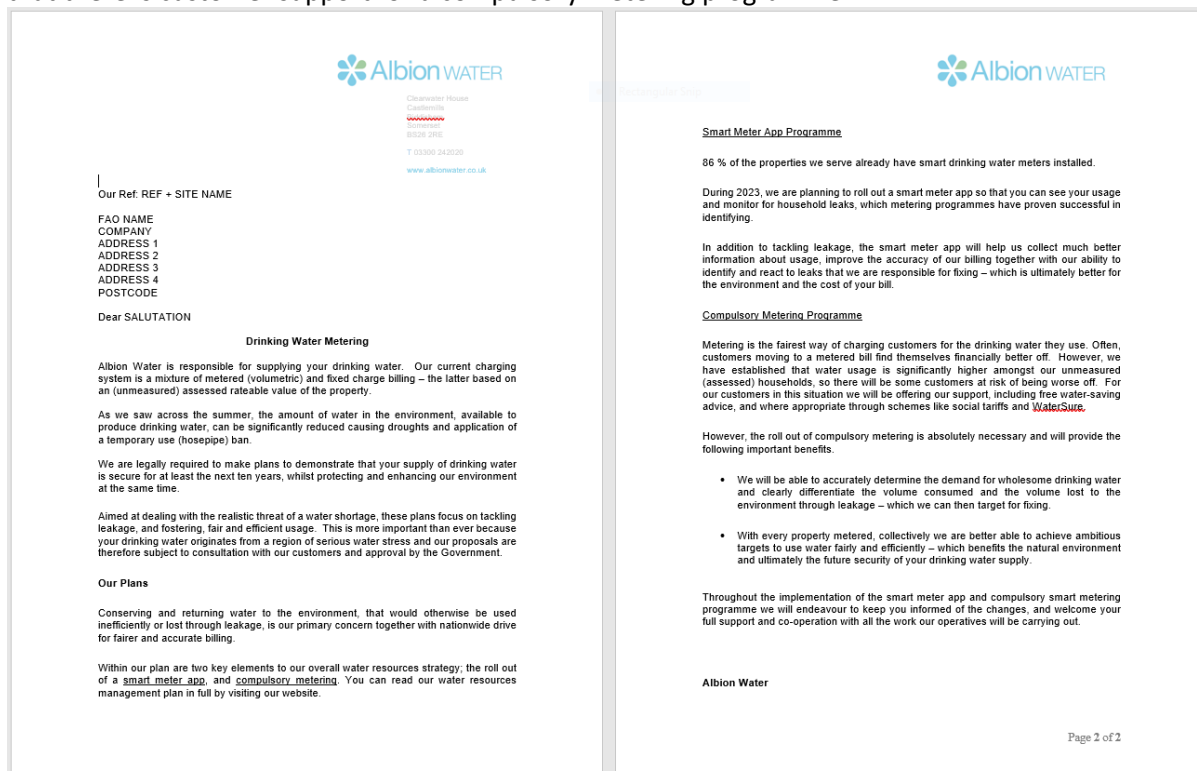 Albion WATER
Clearwater House
Castlemills
Somerset
BS28 2RE
T 03300 242020
www.albionwater.co.uk
Our Ref: REF + SITE NAME
FAO NAME
COMPANY
ADDRESS 1
ADDRESS 2
ADDRESS 3
ADDRESS 4
POSTCODE
Dear SALUTATION
Drinking Water Metering
Albion Water is responsible for supplying your drinking water. Our current charging
system is a mixture of metered (volumetric) and fixed charge billing – the latter based on
an (unmeasured) assessed rateable value of the property.
As we saw across the summer, the amount of water in the environment, available to
produce drinking water, can be significantly reduced causing droughts and application of
a temporary use (hosepipe) ban.
We are legally required to make plans to demonstrate that your supply of drinking water
is secure for at least the next ten years, whilst protecting and enhancing our environment
at the same time.
Aimed at dealing with the realistic threat of a water shortage, these plans focus on tackling
leakage, and fostering, fair and efficient usage. This is more important than ever because
your drinking water originates from a region of serious water stress and our proposals are
therefore subject to consultation with our customers and approval by the Government.
Our Plans
Conserving and returning water to the environment, that would otherwise be used
inefficiently or lost through leakage, is our primary concern together with nationwide drive
for fairer and accurate billing.
Within our plan are two key elements to our overall water resources strategy; the roll out
of a smart meter app, and compulsory metering. You can read our water resources
management plan in full by visiting our website.
Albion WATER
Rectangular Snip
Smart Meter App Programme
86 % of the properties we serve already have smart drinking water meters installed.
During 2023, we are planning to roll out a smart meter app so that you can see your usage
and monitor for household leaks, which metering programmes have proven successful in
identifying.
In addition to tackling leakage, the smart meter app will help us collect much better
information about usage, improve the accuracy of our billing together with our ability to
identify and react to leaks that we are responsible for fixing – which is ultimately better for
the environment and the cost of your bill.
Compulsory Metering Programme
Metering is the fairest way of charging customers for the drinking water they use. Often,
customers moving to a metered bill find themselves financially better off. However, we
have established that water usage is significantly higher amongst our unmeasured
(assessed) households, so there will be some customers at risk of being worse off. For
our customers in this situation we will be offering our support, including free water-saving
advice, and where appropriate through schemes like social tariffs and WaterSure.
However, the roll out of compulsory metering is absolutely necessary and will provide the
following important benefits.
• We will be able to accurately determine the demand for wholesome drinking water
and clearly differentiate the volume consumed and the volume lost to the
environment through leakage – which we can then target for fixing.
• With every property metered, collectively we are better able to achieve ambitious
targets to use water fairly and efficiently – which benefits the natural environment
and ultimately the future security of your drinking water supply.
Throughout the implementation of the smart meter app and compulsory smart metering
programme we will endeavour to keep you informed of the changes, and welcome your
full support and co-operation with all the work our operatives will be carrying out.
Albion Water
Page 2 of 2